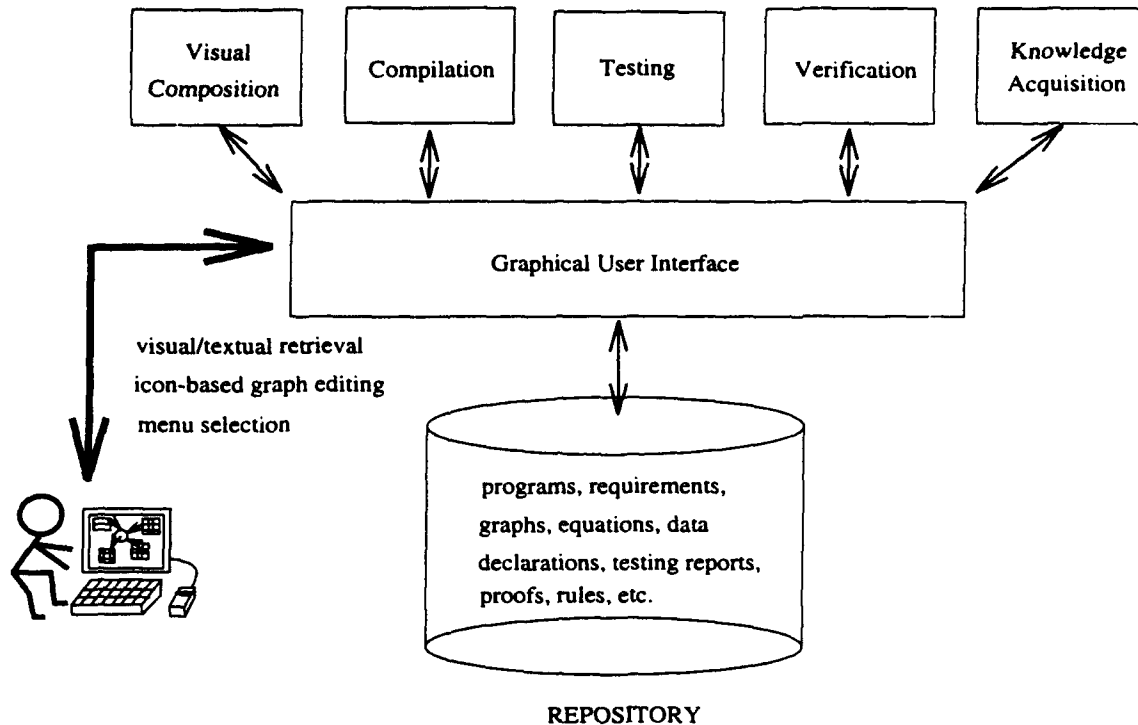 Visual
Composition
Compilation
Testing
Verification
Knowledge
Acquisition
Graphical User Interface
visual/textual retrieval
icon-based graph editing
menu selection
programs, requirements,
graphs, equations, data
declarations, testing reports,
proofs, rules, etc.
REPOSITORY